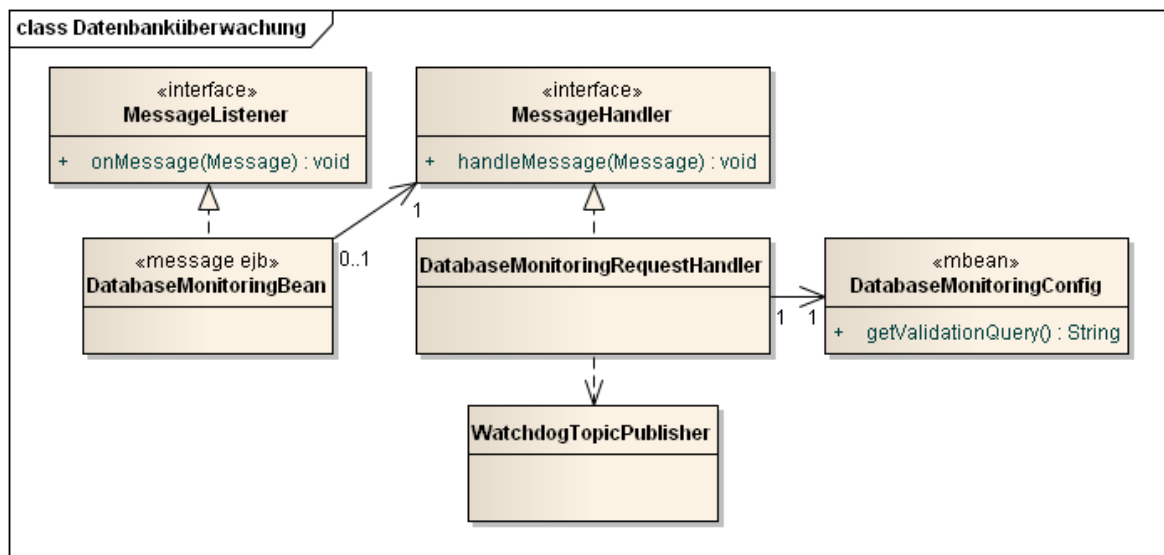 class Datenbanküberwachung
«interface»
MessageListener
+ onMessage(Message) : void
«interface»
MessageHandler
+ handleMessage(Message) : void
1
0..1
«message ejb»
DatabaseMonitoringBean
DatabaseMonitoringRequestHandler
1
1
«mbean»
DatabaseMonitoringConfig
+ getValidationQuery() : String
WatchdogTopicPublisher